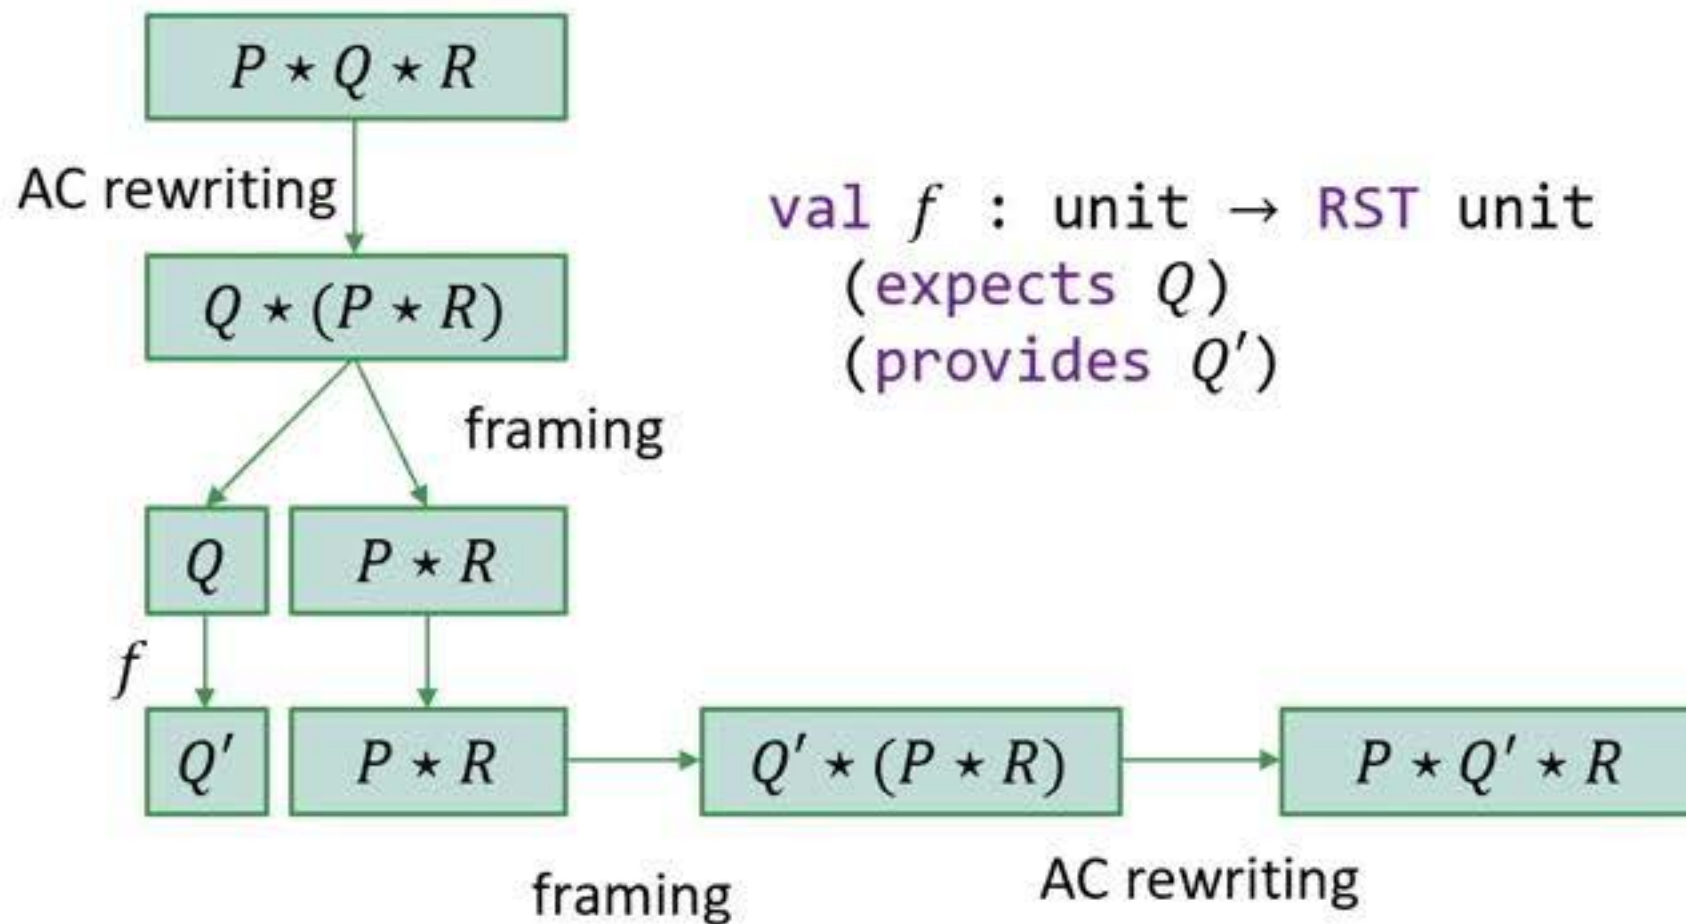 P ⋆ Q ⋆ R
AC rewriting
Q ⋆ (P ⋆ R)
val f : unit → RST unit
(expects Q)
(provides Q′)
framing
Q
P ⋆ R
f
Q′
P ⋆ R
Q′ ⋆ (P ⋆ R)
P ⋆ Q′ ⋆ R
framing
AC rewriting